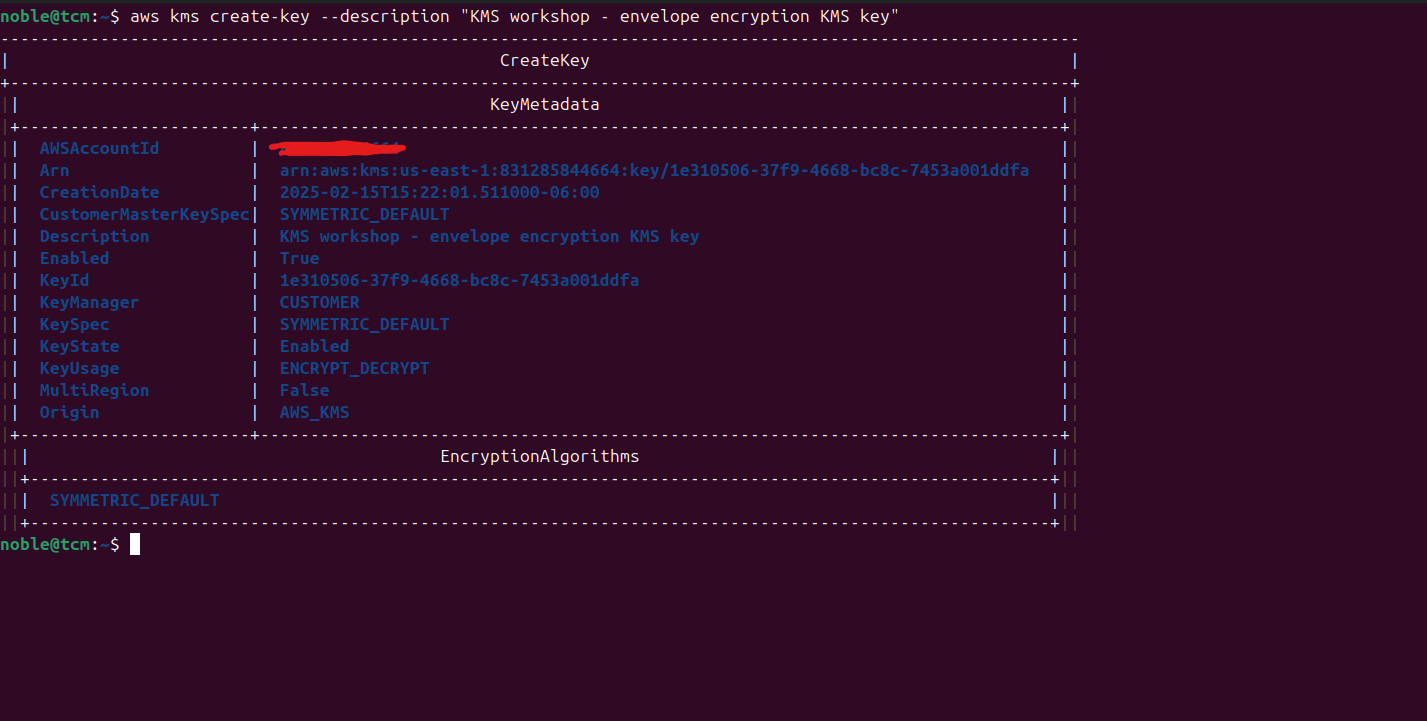 noble@tcm:~$ aws kms create-key --description "KMS workshop - envelope encryption KMS key"
CreateKey
KeyMetadata
AWSAccountId
Arn | arn:aws:kms:us-east-1:831285844664:key/1e310506-37f9-4668-bc8c-7453a001ddfa
CreationDate | 2025-02-15T15:22:01.511000-06:00
CustomerMasterKeySpec| SYMMETRIC_DEFAULT
Description | KMS workshop - envelope encryption KMS key
Enabled | True
KeyId | 1e310506-37f9-4668-bc8c-7453a001ddfa
KeyManager | CUSTOMER
KeySpec | SYMMETRIC_DEFAULT
KeyState | Enabled
KeyUsage | ENCRYPT_DECRYPT
MultiRegion | False
Origin | AWS_KMS
EncryptionAlgorithms
SYMMETRIC_DEFAULT
noble@tcm:~$